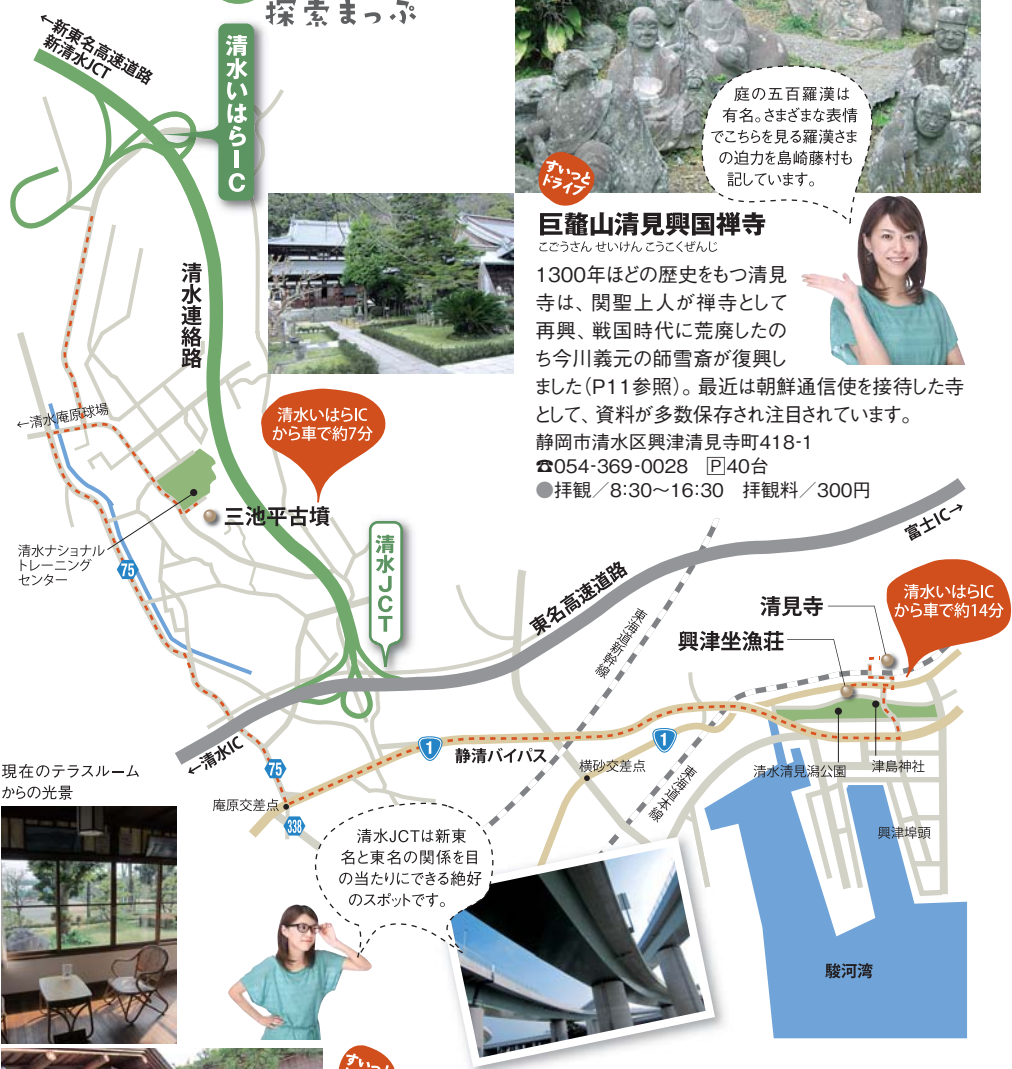 探索まっぷ
←新東名高速道路
新清水JCT
清水いはらIC
庭の五百羅漢は
有名。さまざまな表情
でこちらを見る羅漢さま
の迫力を島崎藤村も
記しています。
すいっと
ドライブ
巨鼇山清見興国禅寺
こごうさん せいけん こうこくぜんじ
1300年ほどの歴史をもつ清見
寺は、関聖上人が禅寺として
再興、戦国時代に荒廃したの
ち今川義元の師雪斎が復興し
ました(P11参照)。最近は朝鮮通信使を接待した寺
として、資料が多数保存され注目されています。
静岡市清水区興津清見寺町418-1
☎054-369-0028 P40台
●拝観/8:30〜16:30 拝観料/300円
清水連絡路
←清水庵原球場
清水いはらIC
から車で約7分
三池平古墳
清水ナショナル
トレーニング
センター
75
清水JCT
東名高速道路
富士IC→
東海道新幹線
清水いはらIC
から車で約14分
清見寺
興津坐漁荘
←清水IC
1
静清バイパス
1
横砂交差点
東海道本線
清水清見潟公園
津島神社
興津埠頭
駿河湾
75
庵原交差点
338
現在のテラスルーム
からの光景
清水JCTは新東
名と東名の関係を目
の当たりにできる絶好
のスポットです。
すいっと